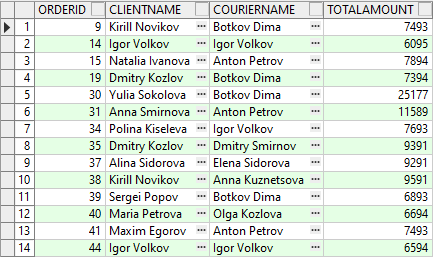 ORDERID CLIENTNAME COURIERNAME TOTALAMOUNT
1 9 Kirill Novikov ··· Botkov Dima ··· 7493
2 14 Igor Volkov ··· Igor Volkov ··· 6095
3 15 Natalia Ivanova ··· Anton Petrov ··· 7894
4 19 Dmitry Kozlov ··· Botkov Dima ··· 7394
5 30 Yulia Sokolova ··· Botkov Dima ··· 25177
6 31 Anna Smirnova ··· Anton Petrov ··· 11589
7 34 Polina Kiseleva ··· Igor Volkov ··· 7693
8 35 Dmitry Kozlov ··· Dmitry Smirnov ··· 9391
9 37 Alina Sidorova ··· Elena Sidorova ··· 9291
10 38 Kirill Novikov ··· Anna Kuznetsova ··· 9591
11 39 Sergei Popov ··· Botkov Dima ··· 6893
12 40 Maria Petrova ··· Olga Kozlova ··· 6694
13 41 Maxim Egorov ··· Anton Petrov ··· 7493
14 44 Igor Volkov ··· Igor Volkov ··· 6594